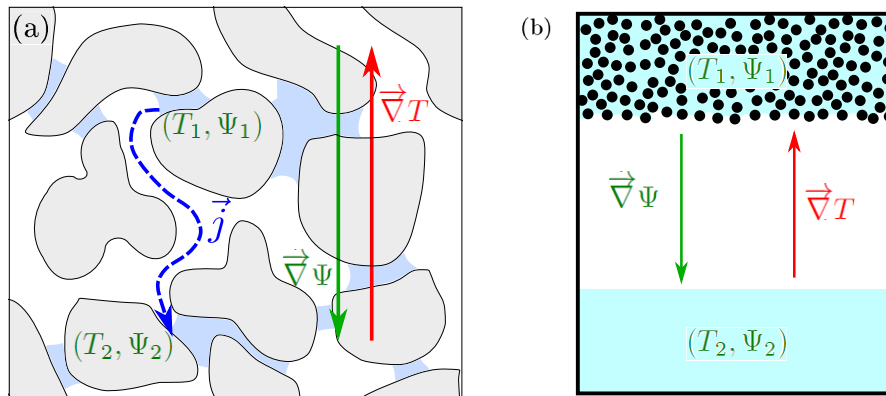 (a)
(T₁, Ψ₁)
∇⃗T
j⃗
∇⃗Ψ
(T₂, Ψ₂)
(b)
(T₁, Ψ₁)
∇⃗Ψ
∇⃗T
(T₂, Ψ₂)